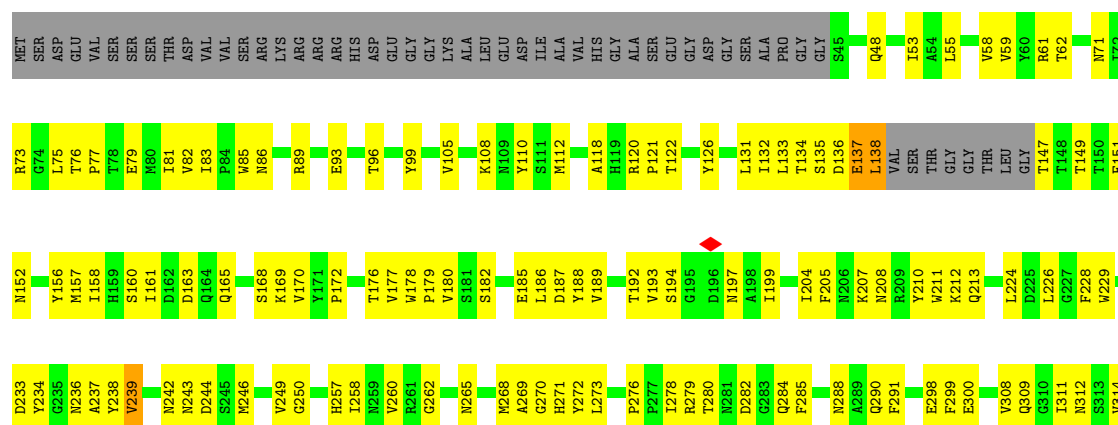 MET SER ASP GLU VAL SER SER SER THR ASP VAL VAL SER ARG LYS ARG ARG ARG HIS ASP GLU GLY GLY LYS ALA LEU GLU ASP ILE ALA VAL HIS GLY ALA SER GLU GLY ASP GLY SER ALA PRO GLY GLY S45 Q48 I53 A54 L55 V58 V59 Y60 R61 T62 N71
R73 G74 L75 T76 P77 T78 E79 M80 I81 V82 I83 P84 W85 N86 R89 E93 T96 Y99 V105 K108 N109 Y110 S111 M112 A118 H119 R120 P121 T122 Y126 L131 I132 L133 T134 S135 D136 E137 L138 VAL SER THR GLY GLY THR LEU GLY T147 T148 T149 T150
N152 Y156 M157 I158 H159 S160 I161 D162 D163 Q164 Q165 S168 K169 V170 Y171 P172 T176 V177 W178 P179 V180 S181 S182 E185 L186 D187 Y188 V189 T192 V193 S194 G195 D196 N197 A198 I199 I204 F205 N206 K207 N208 R209 Y210 W211 K212 Q213 L224 D225 L226 G227 F228 W229
D233 Y234 G235 N236 A237 Y238 V239 N242 N243 D244 S245 M246 V249 G250 H257 I258 N259 V260 R261 G262 N265 M268 A269 G270 H271 Y272 L273 P276 P277 I278 R279 T280 N281 D282 G283 Q284 F285 N288 A289 Q290 F291 E298 F299 E300 V308 Q309 G310 I311 N312 S313